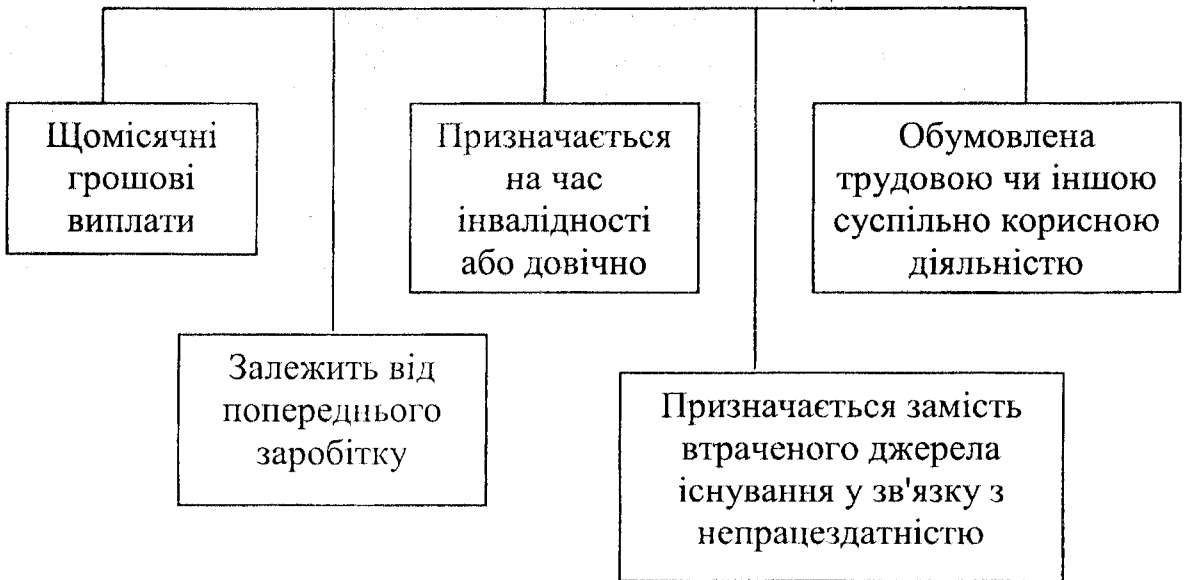 Щомісячні
грошові
виплати
Призначається
на час
інвалідності
або довічно
Обумовлена
трудовою чи іншою
суспільно корисною
діяльністю
Залежить від
попереднього
заробітку
Призначається замість
втраченого джерела
існування у зв'язку з
непрацездатністю